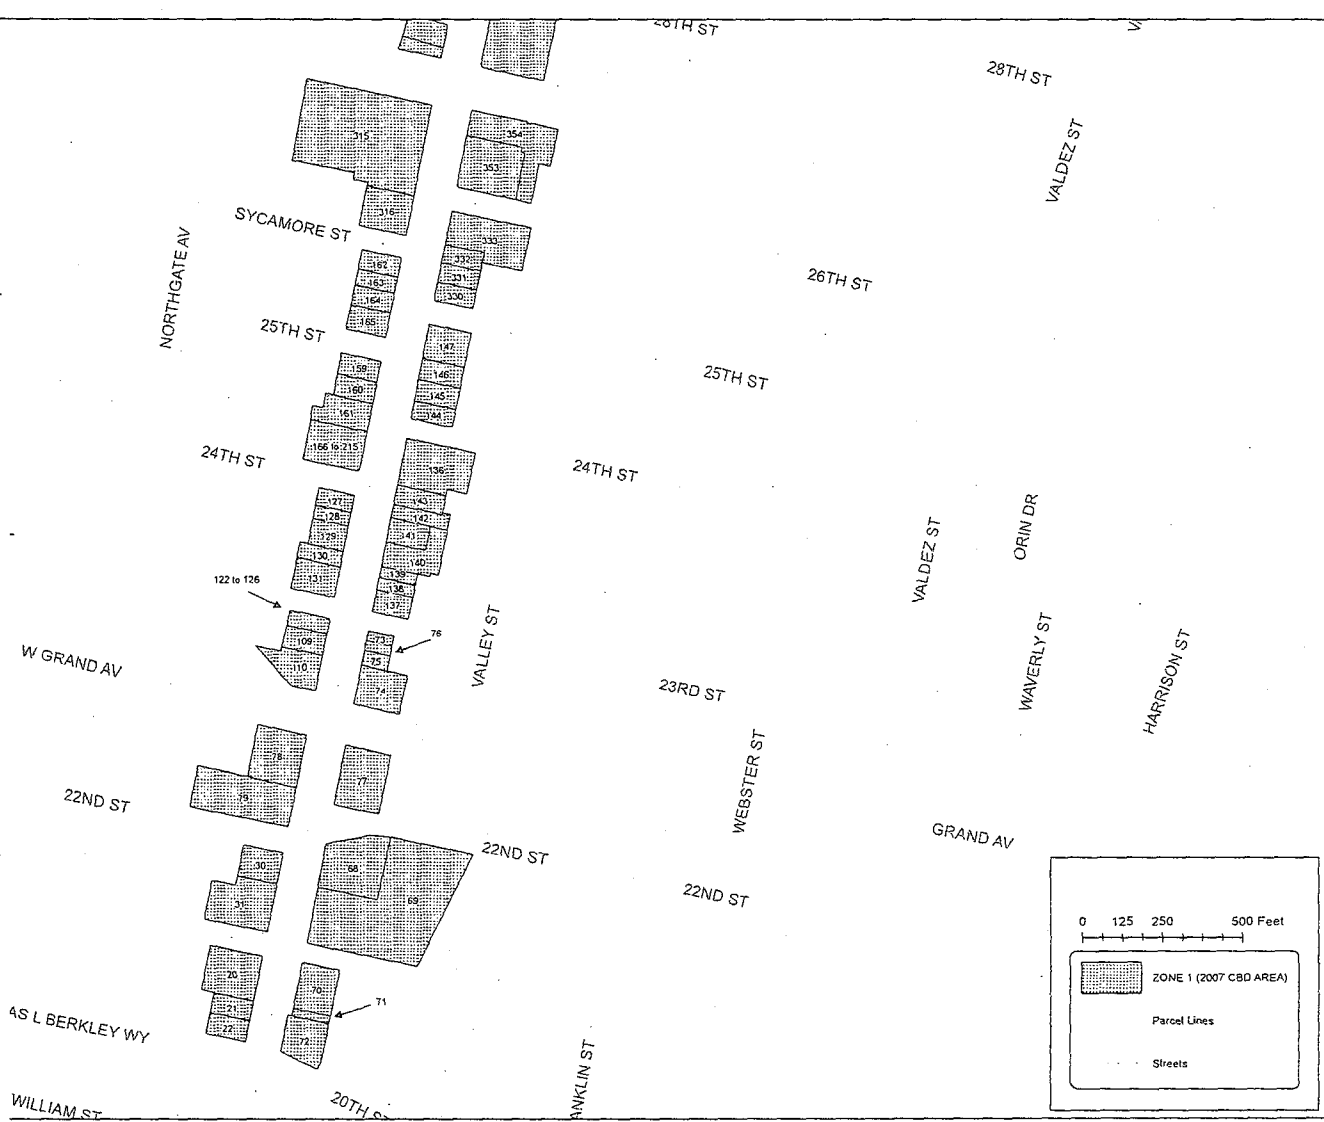 28TH ST
VA
28TH ST
315
354
353
VALDEZ ST
316
SYCAMORE ST
333
NORTHGATE AV
162
332
163
331
26TH ST
164
330
165
25TH ST
147
159
146
25TH ST
160
145
161
144
166 to 215
24TH ST
136
24TH ST
127
143
128
142
129
141
VALDEZ ST
ORIN DR
130
140
131
139
138
122 to 126
137
73
76
109
75
110
74
W GRAND AV
VALLEY ST
23RD ST
WAVERLY ST
HARRISON ST
78
77
79
22ND ST
WEBSTER ST
GRAND AV
22ND ST
30
68
69
22ND ST
31
20
70
71
21
22
72
AS L BERKLEY WY
ANKLIN ST
WILLIAM ST
20TH ST
0 125 250 500 Feet
ZONE 1 (2007 CBD AREA)
Parcel Lines
Streets